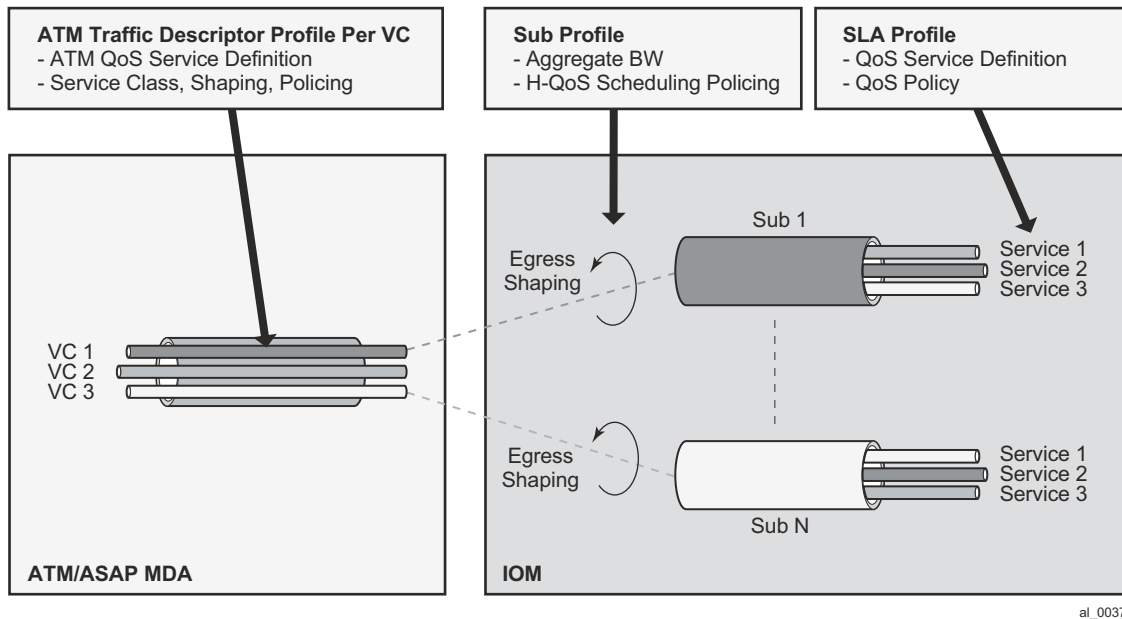 ATM Traffic Descriptor Profile Per VC
- ATM QoS Service Definition
- Service Class, Shaping, Policing
Sub Profile
- Aggregate BW
- H-QoS Scheduling Policing
SLA Profile
- QoS Service Definition
- QoS Policy
VC 1
VC 2
VC 3
ATM/ASAP MDA
Egress
Shaping
Sub 1
Service 1
Service 2
Service 3
Egress
Shaping
Sub N
Service 1
Service 2
Service 3
IOM
al_0037